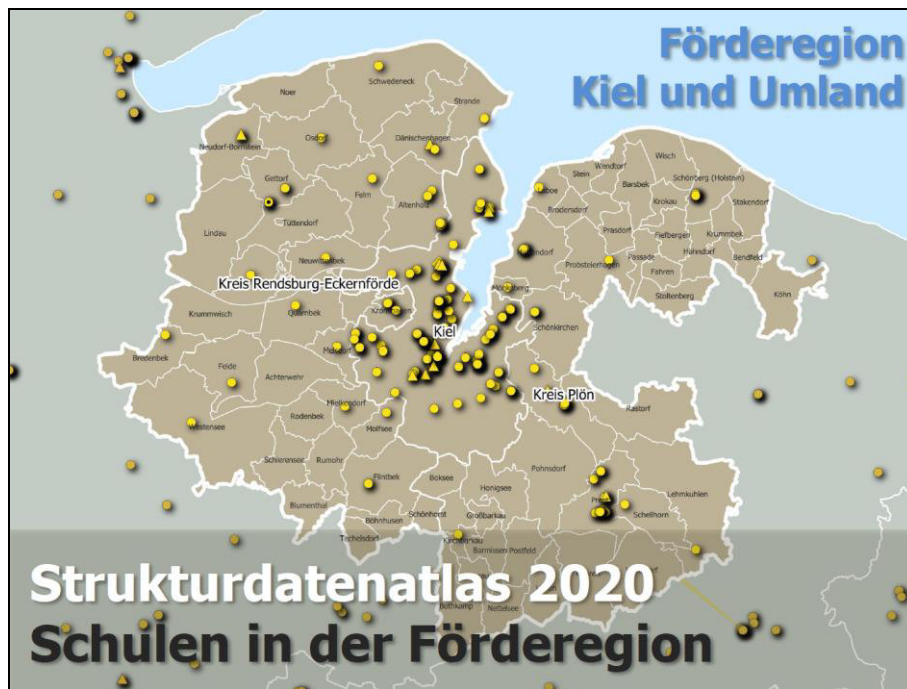 Förderegion
Kiel und Umland
Schwedeneck
Noer
Strande
Dänischenhagen
Osdorf
Neudorf-Bornstein
Gettorf
Felm
Altenholz
Tüttendorf
Lindau
Neuwittenbek
Kreis Rendsburg-Eckernförde
Krummwisch
Quarnbek
Kronshagen
Kiel
Melsdorf
Bredenbek
Felde
Achterwehr
Mielkendorf
Rodenbek
Molfsee
Westensee
Schierensee
Rumohr
Flintbek
Blumenthal
Böhnhusen
Techelsdorf
Schönhorst
Boksee
Honigsee
Großbarkau
Kirchbarkau
Barmissen
Postfeld
Bothkamp
Nettelsee
Pohnsdorf
Schellhorn
Lehmkuhlen
Rastorf
Kreis Plön
Schönkirchen
Mönkeberg
Laboe
Stein
Wendtorf
Wisch
Barsbek
Schönberg (Holstein)
Krokau
Stakendorf
Brodersdorf
Prasdorf
Fiefbergen
Krummbek
Höhndorf
Bendfeld
Passade
Probsteierhagen
Fahren
Stoltenberg
Köhn
Strukturdatenatlas 2020
Schulen in der Förderegion